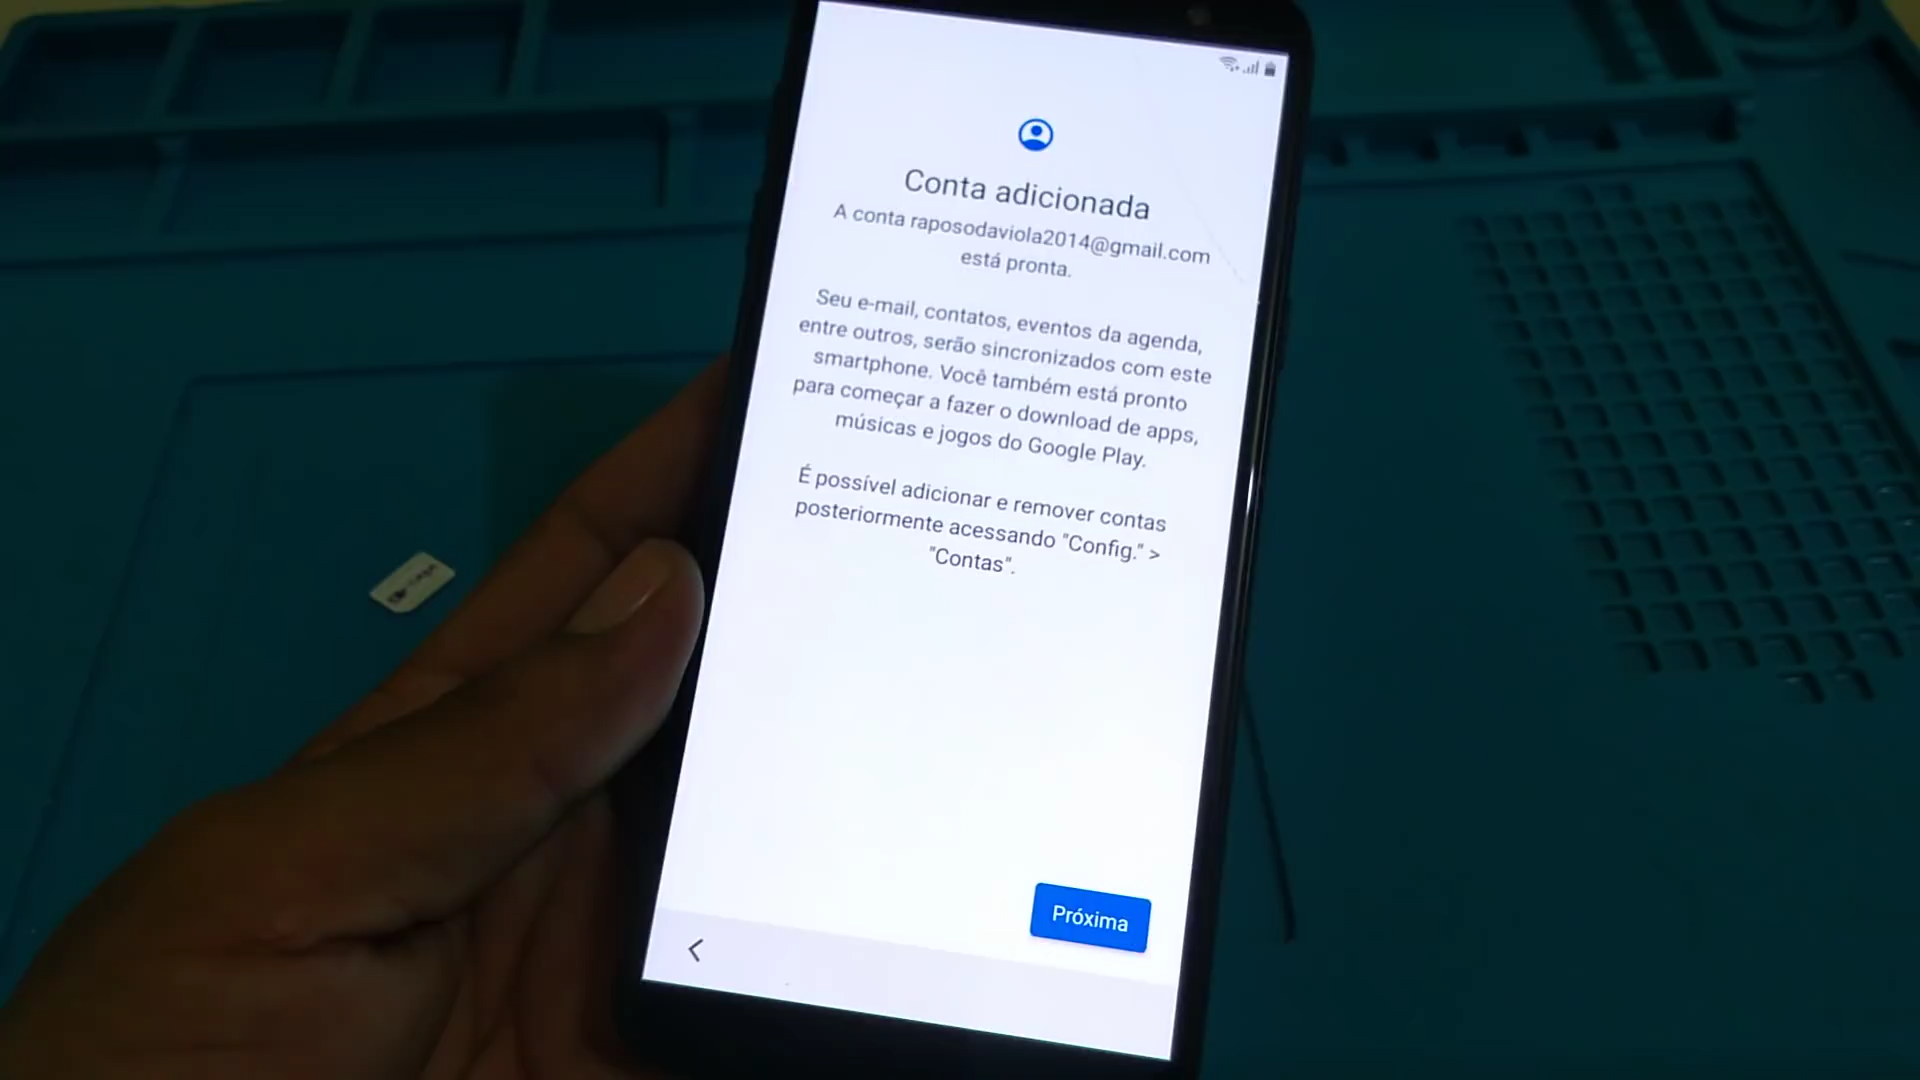 Conta adicionada
A conta raposodaviola2014@gmail.com
está pronta.
Seu e-mail, contatos, eventos da agenda,
entre outros, serão sincronizados com este
smartphone. Você também está pronto
para começar a fazer o download de apps,
músicas e jogos do Google Play.
É possível adicionar e remover contas
posteriormente acessando "Config." >
"Contas".
Próxima